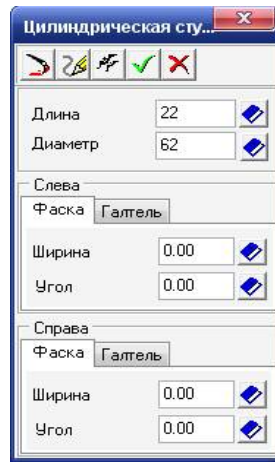 Цилиндрическая сту...
Длина 22
Диаметр 62
Слева
Фаска Галтель
Ширина 0.00
Угол 0.00
Справа
Фаска Галтель
Ширина 0.00
Угол 0.00